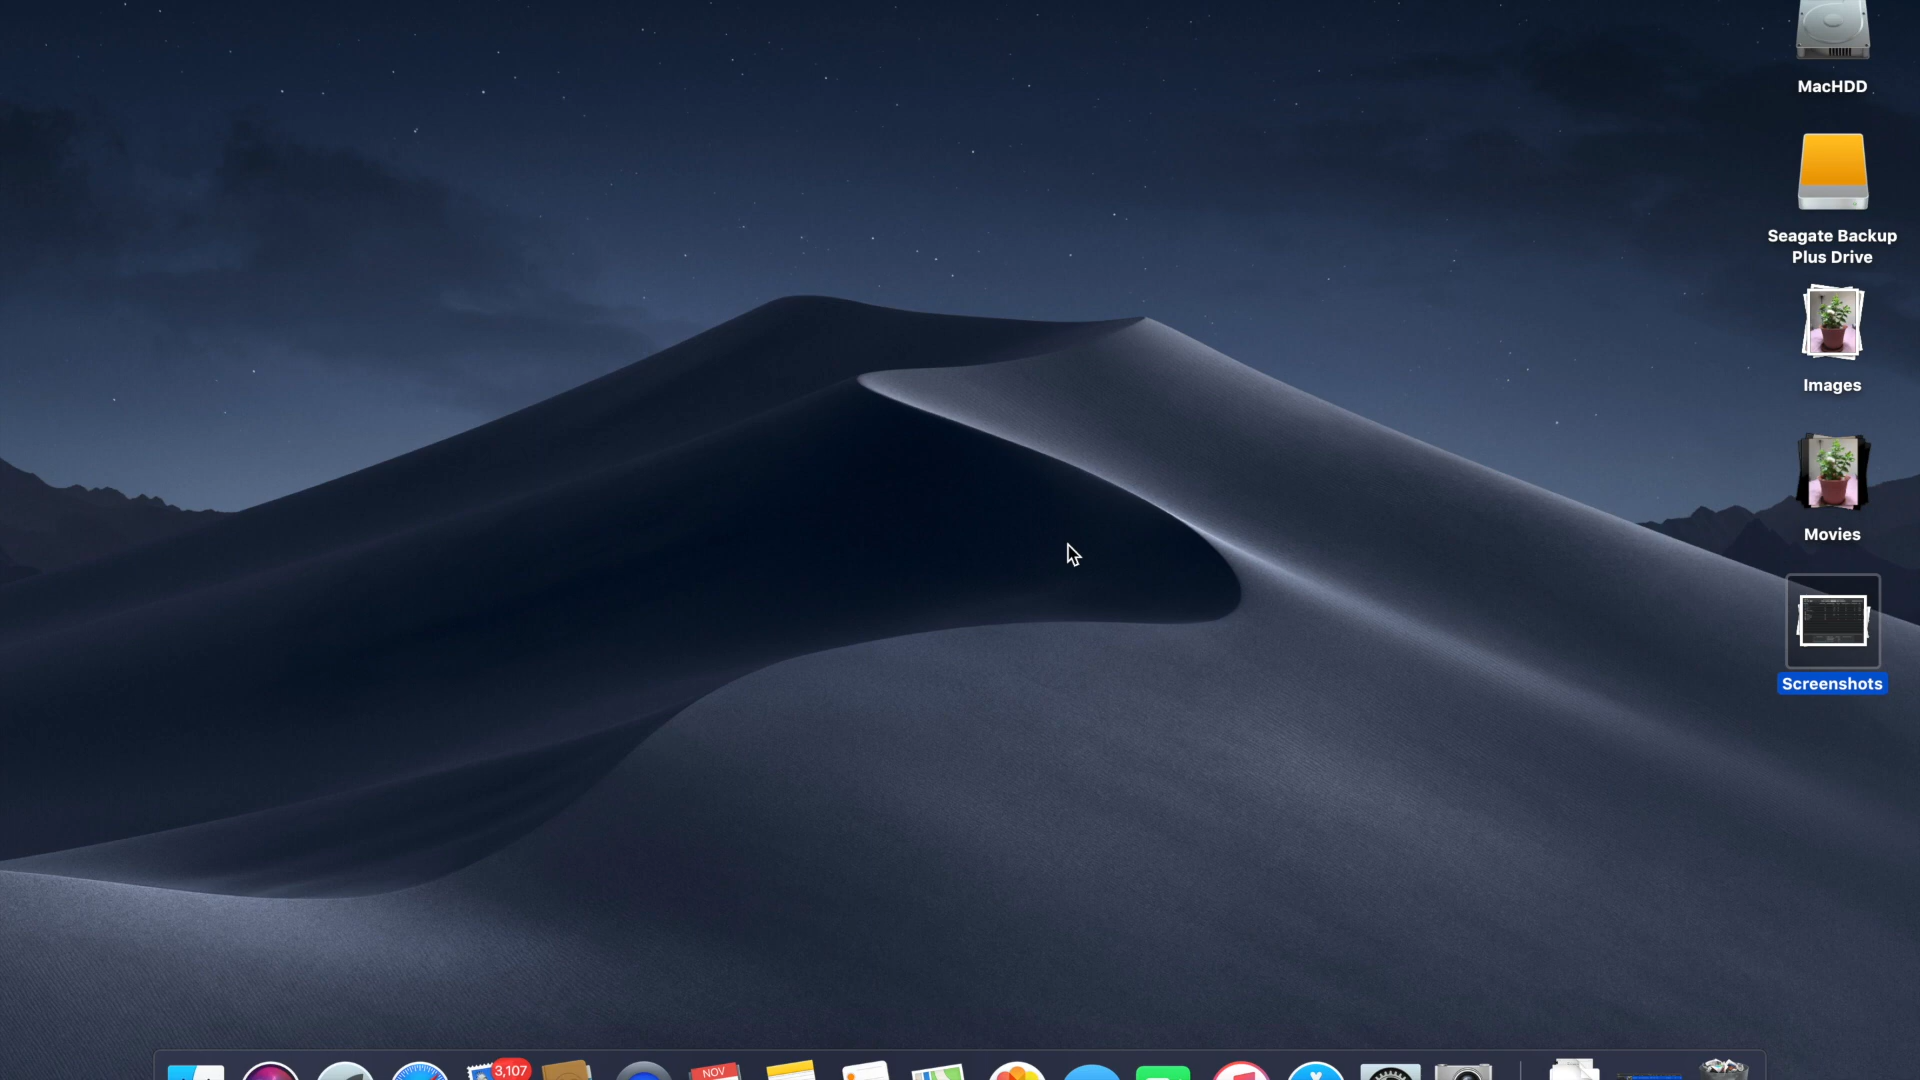 MacHDD
Seagate Backup
Plus Drive
Images
Movies
Screenshots
3,107
NOV